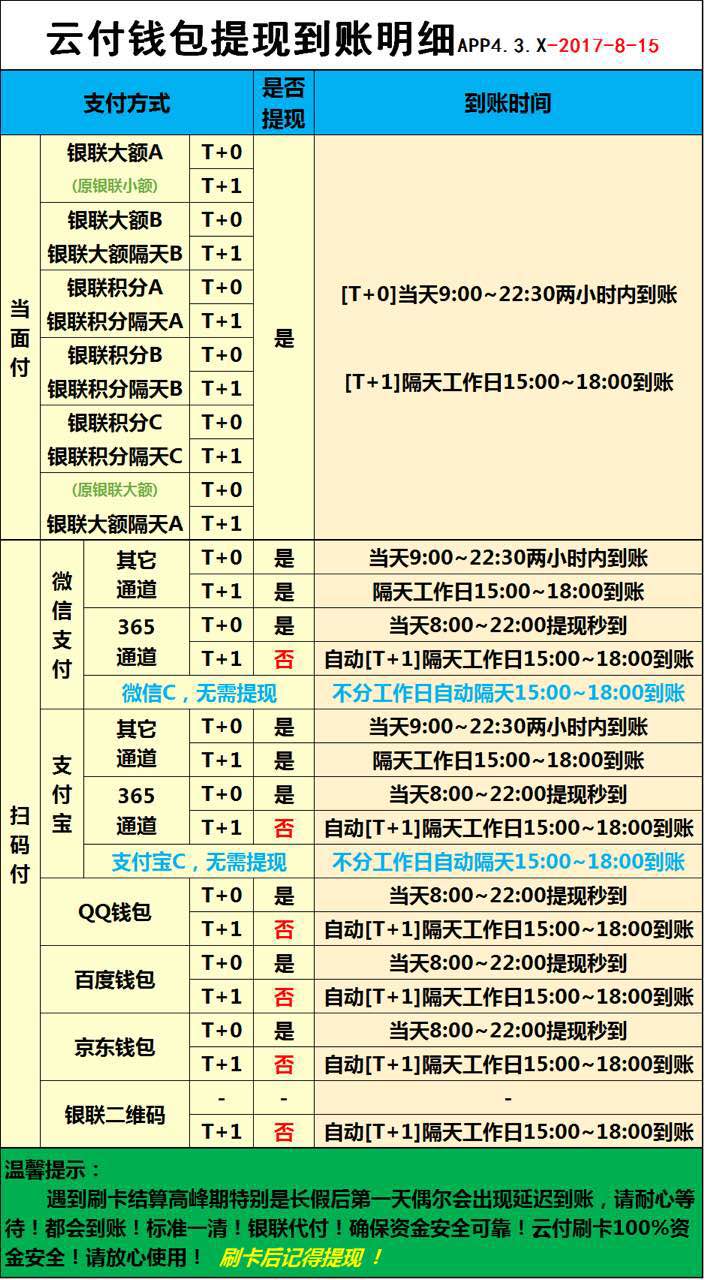 云付钱包提现到账明细APP4.3.X-2017-8-15
支付方式 是否提现 到账时间
当面付
银联大额A T+0
(原银联小额) T+1
银联大额B T+0
银联大额隔天B T+1
银联积分A T+0
银联积分隔天A T+1
银联积分B T+0
银联积分隔天B T+1
银联积分C T+0
银联积分隔天C T+1
(原银联大额) T+0
银联大额隔天A T+1
是
[T+0]当天9:00~22:30两小时内到账
[T+1]隔天工作日15:00~18:00到账
扫码付
微信支付
其它通道 T+0 是 当天9:00~22:30两小时内到账
T+1 是 隔天工作日15:00~18:00到账
365通道 T+0 是 当天8:00~22:00提现秒到
T+1 否 自动[T+1]隔天工作日15:00~18:00到账
微信C，无需提现 不分工作日自动隔天15:00~18:00到账
支付宝
其它通道 T+0 是 当天9:00~22:30两小时内到账
T+1 是 隔天工作日15:00~18:00到账
365通道 T+0 是 当天8:00~22:00提现秒到
T+1 否 自动[T+1]隔天工作日15:00~18:00到账
支付宝C，无需提现 不分工作日自动隔天15:00~18:00到账
QQ钱包 T+0 是 当天8:00~22:00提现秒到
T+1 否 自动[T+1]隔天工作日15:00~18:00到账
百度钱包 T+0 是 当天8:00~22:00提现秒到
T+1 否 自动[T+1]隔天工作日15:00~18:00到账
京东钱包 T+0 是 当天8:00~22:00提现秒到
T+1 否 自动[T+1]隔天工作日15:00~18:00到账
银联二维码 - - -
T+1 否 自动[T+1]隔天工作日15:00~18:00到账
温馨提示：
遇到刷卡结算高峰期特别是长假后第一天偶尔会出现延迟到账，请耐心等
待！都会到账！标准一清！银联代付！确保资金安全可靠！云付刷卡100%资
金安全！请放心使用！ 刷卡后记得提现！